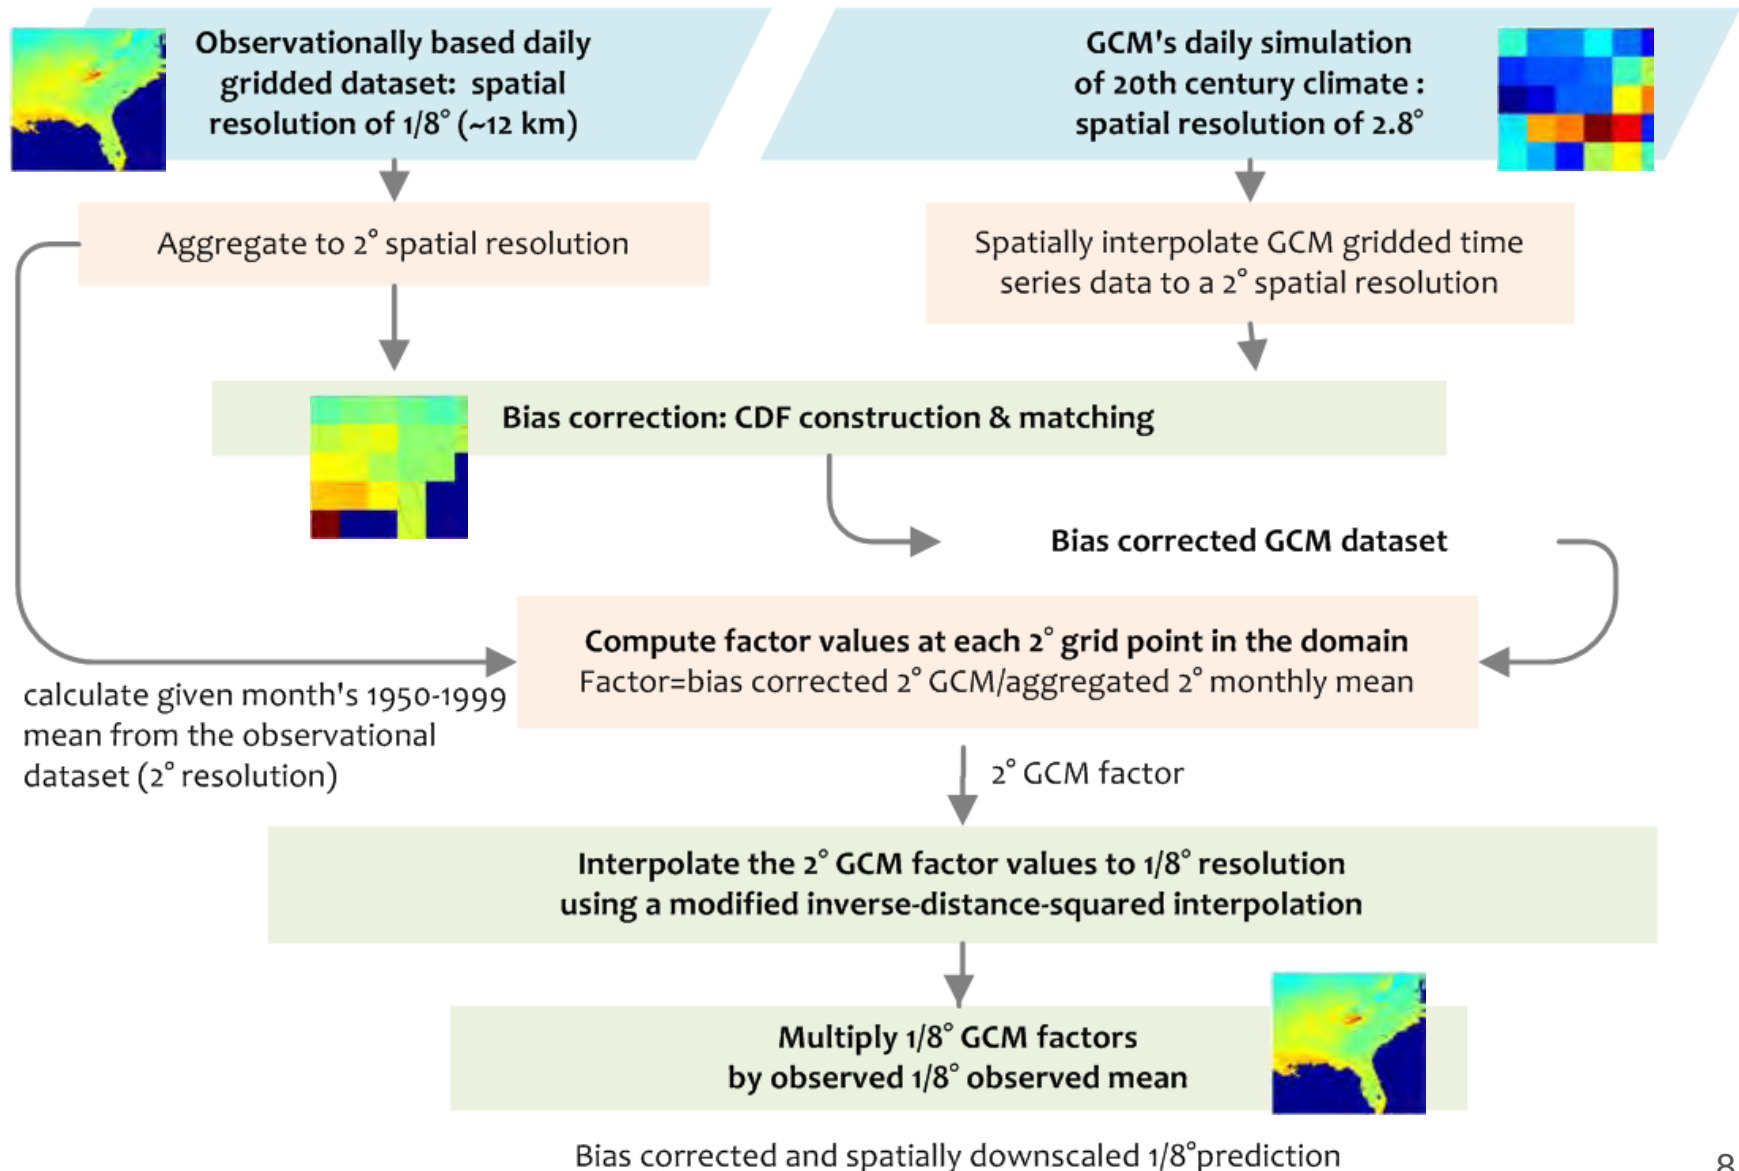 Observationally based daily
gridded dataset: spatial
resolution of 1/8° (~12 km)
GCM's daily simulation
of 20th century climate :
spatial resolution of 2.8°
Aggregate to 2° spatial resolution
Spatially interpolate GCM gridded time
series data to a 2° spatial resolution
Bias correction: CDF construction & matching
Bias corrected GCM dataset
Compute factor values at each 2° grid point in the domain
Factor=bias corrected 2° GCM/aggregated 2° monthly mean
calculate given month's 1950-1999
mean from the observational
dataset (2° resolution)
2° GCM factor
Interpolate the 2° GCM factor values to 1/8° resolution
using a modified inverse-distance-squared interpolation
Multiply 1/8° GCM factors
by observed 1/8° observed mean
Bias corrected and spatially downscaled 1/8°prediction
8